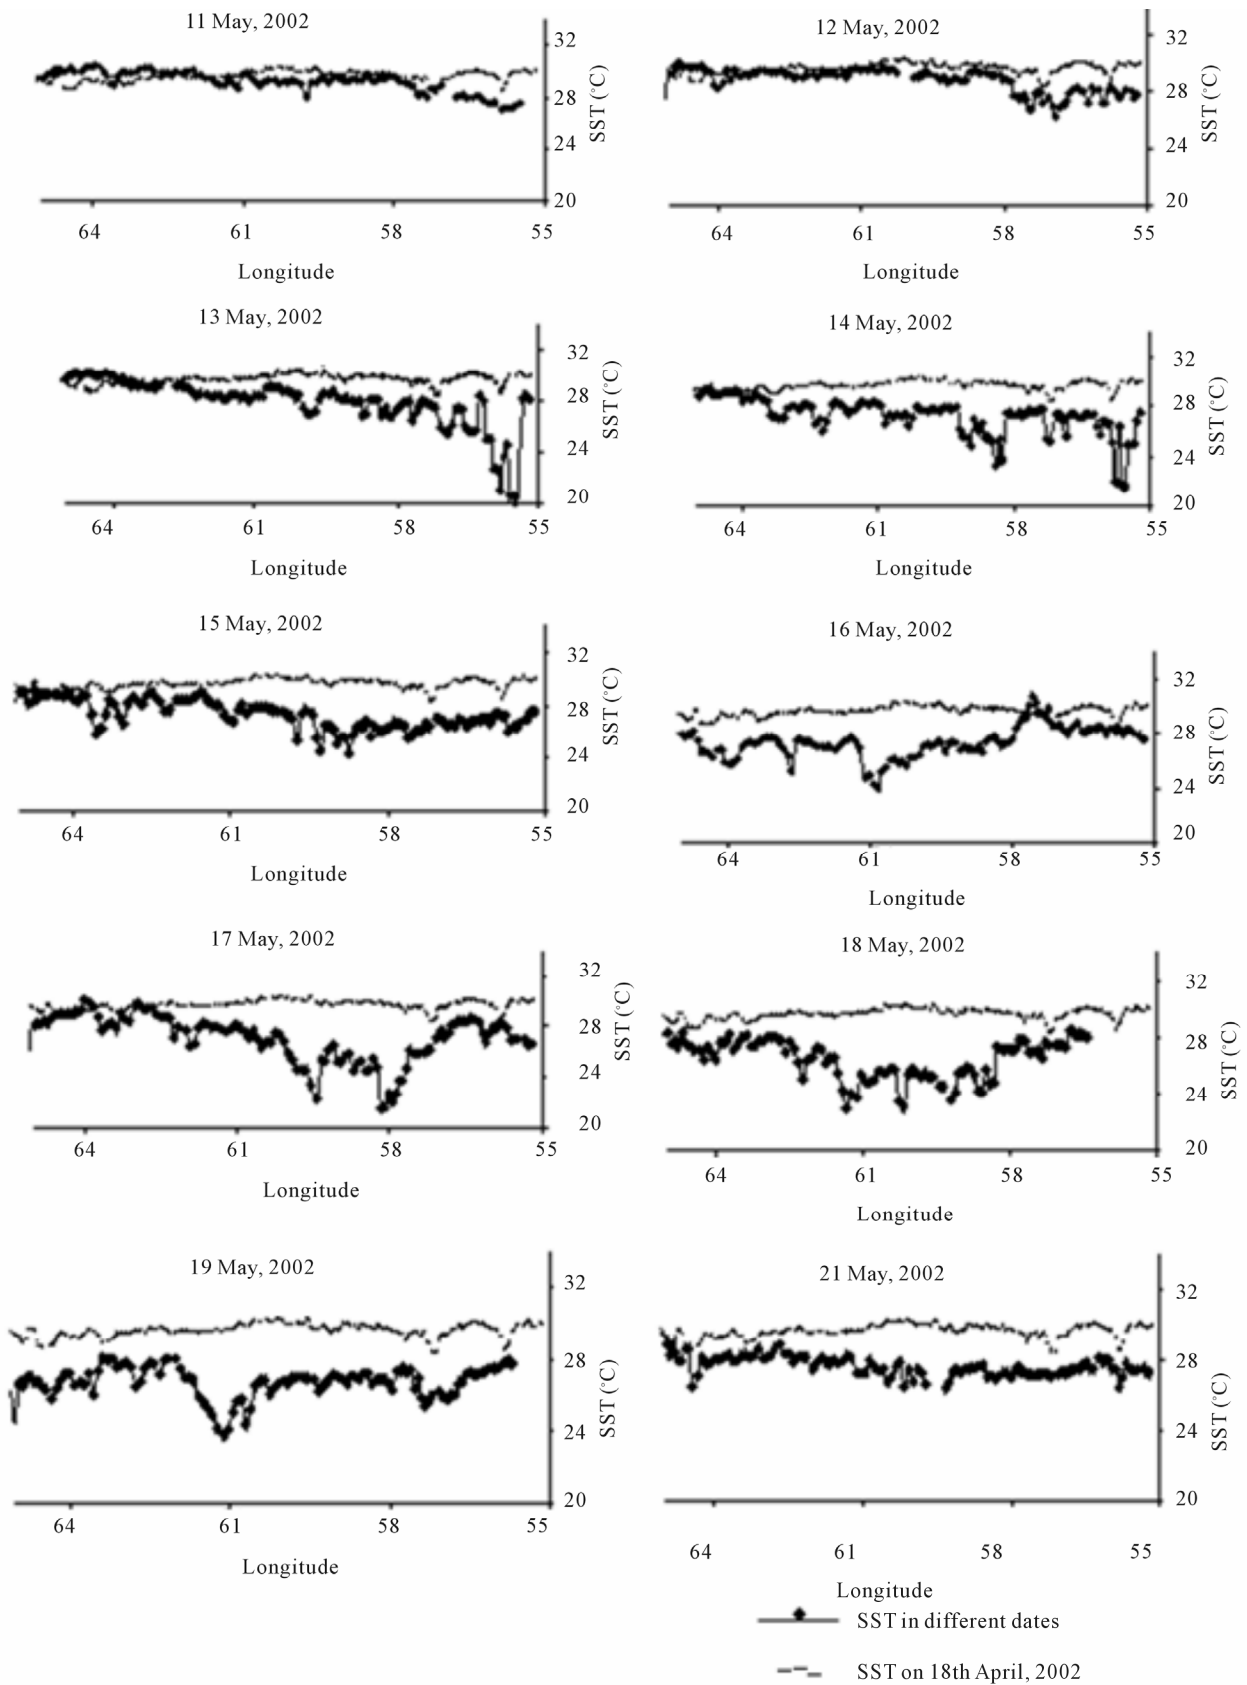 11 May, 2002
32
28
24
20
SST (°C)
64 61 58 55
Longitude
12 May, 2002
32
28
24
20
SST (°C)
64 61 58 55
Longitude
13 May, 2002
32
28
24
20
SST (°C)
64 61 58 55
Longitude
14 May, 2002
32
28
24
20
SST (°C)
64 61 58 55
Longitude
15 May, 2002
32
28
24
20
SST (°C)
64 61 58 55
Longitude
16 May, 2002
32
28
24
20
SST (°C)
64 61 58 55
Longitude
17 May, 2002
32
28
24
20
SST (°C)
64 61 58 55
Longitude
18 May, 2002
32
28
24
20
SST (°C)
64 61 58 55
Longitude
19 May, 2002
32
28
24
20
SST (°C)
64 61 58 55
Longitude
21 May, 2002
32
28
24
20
SST (°C)
64 61 58 55
Longitude
SST in different dates
SST on 18th April, 2002